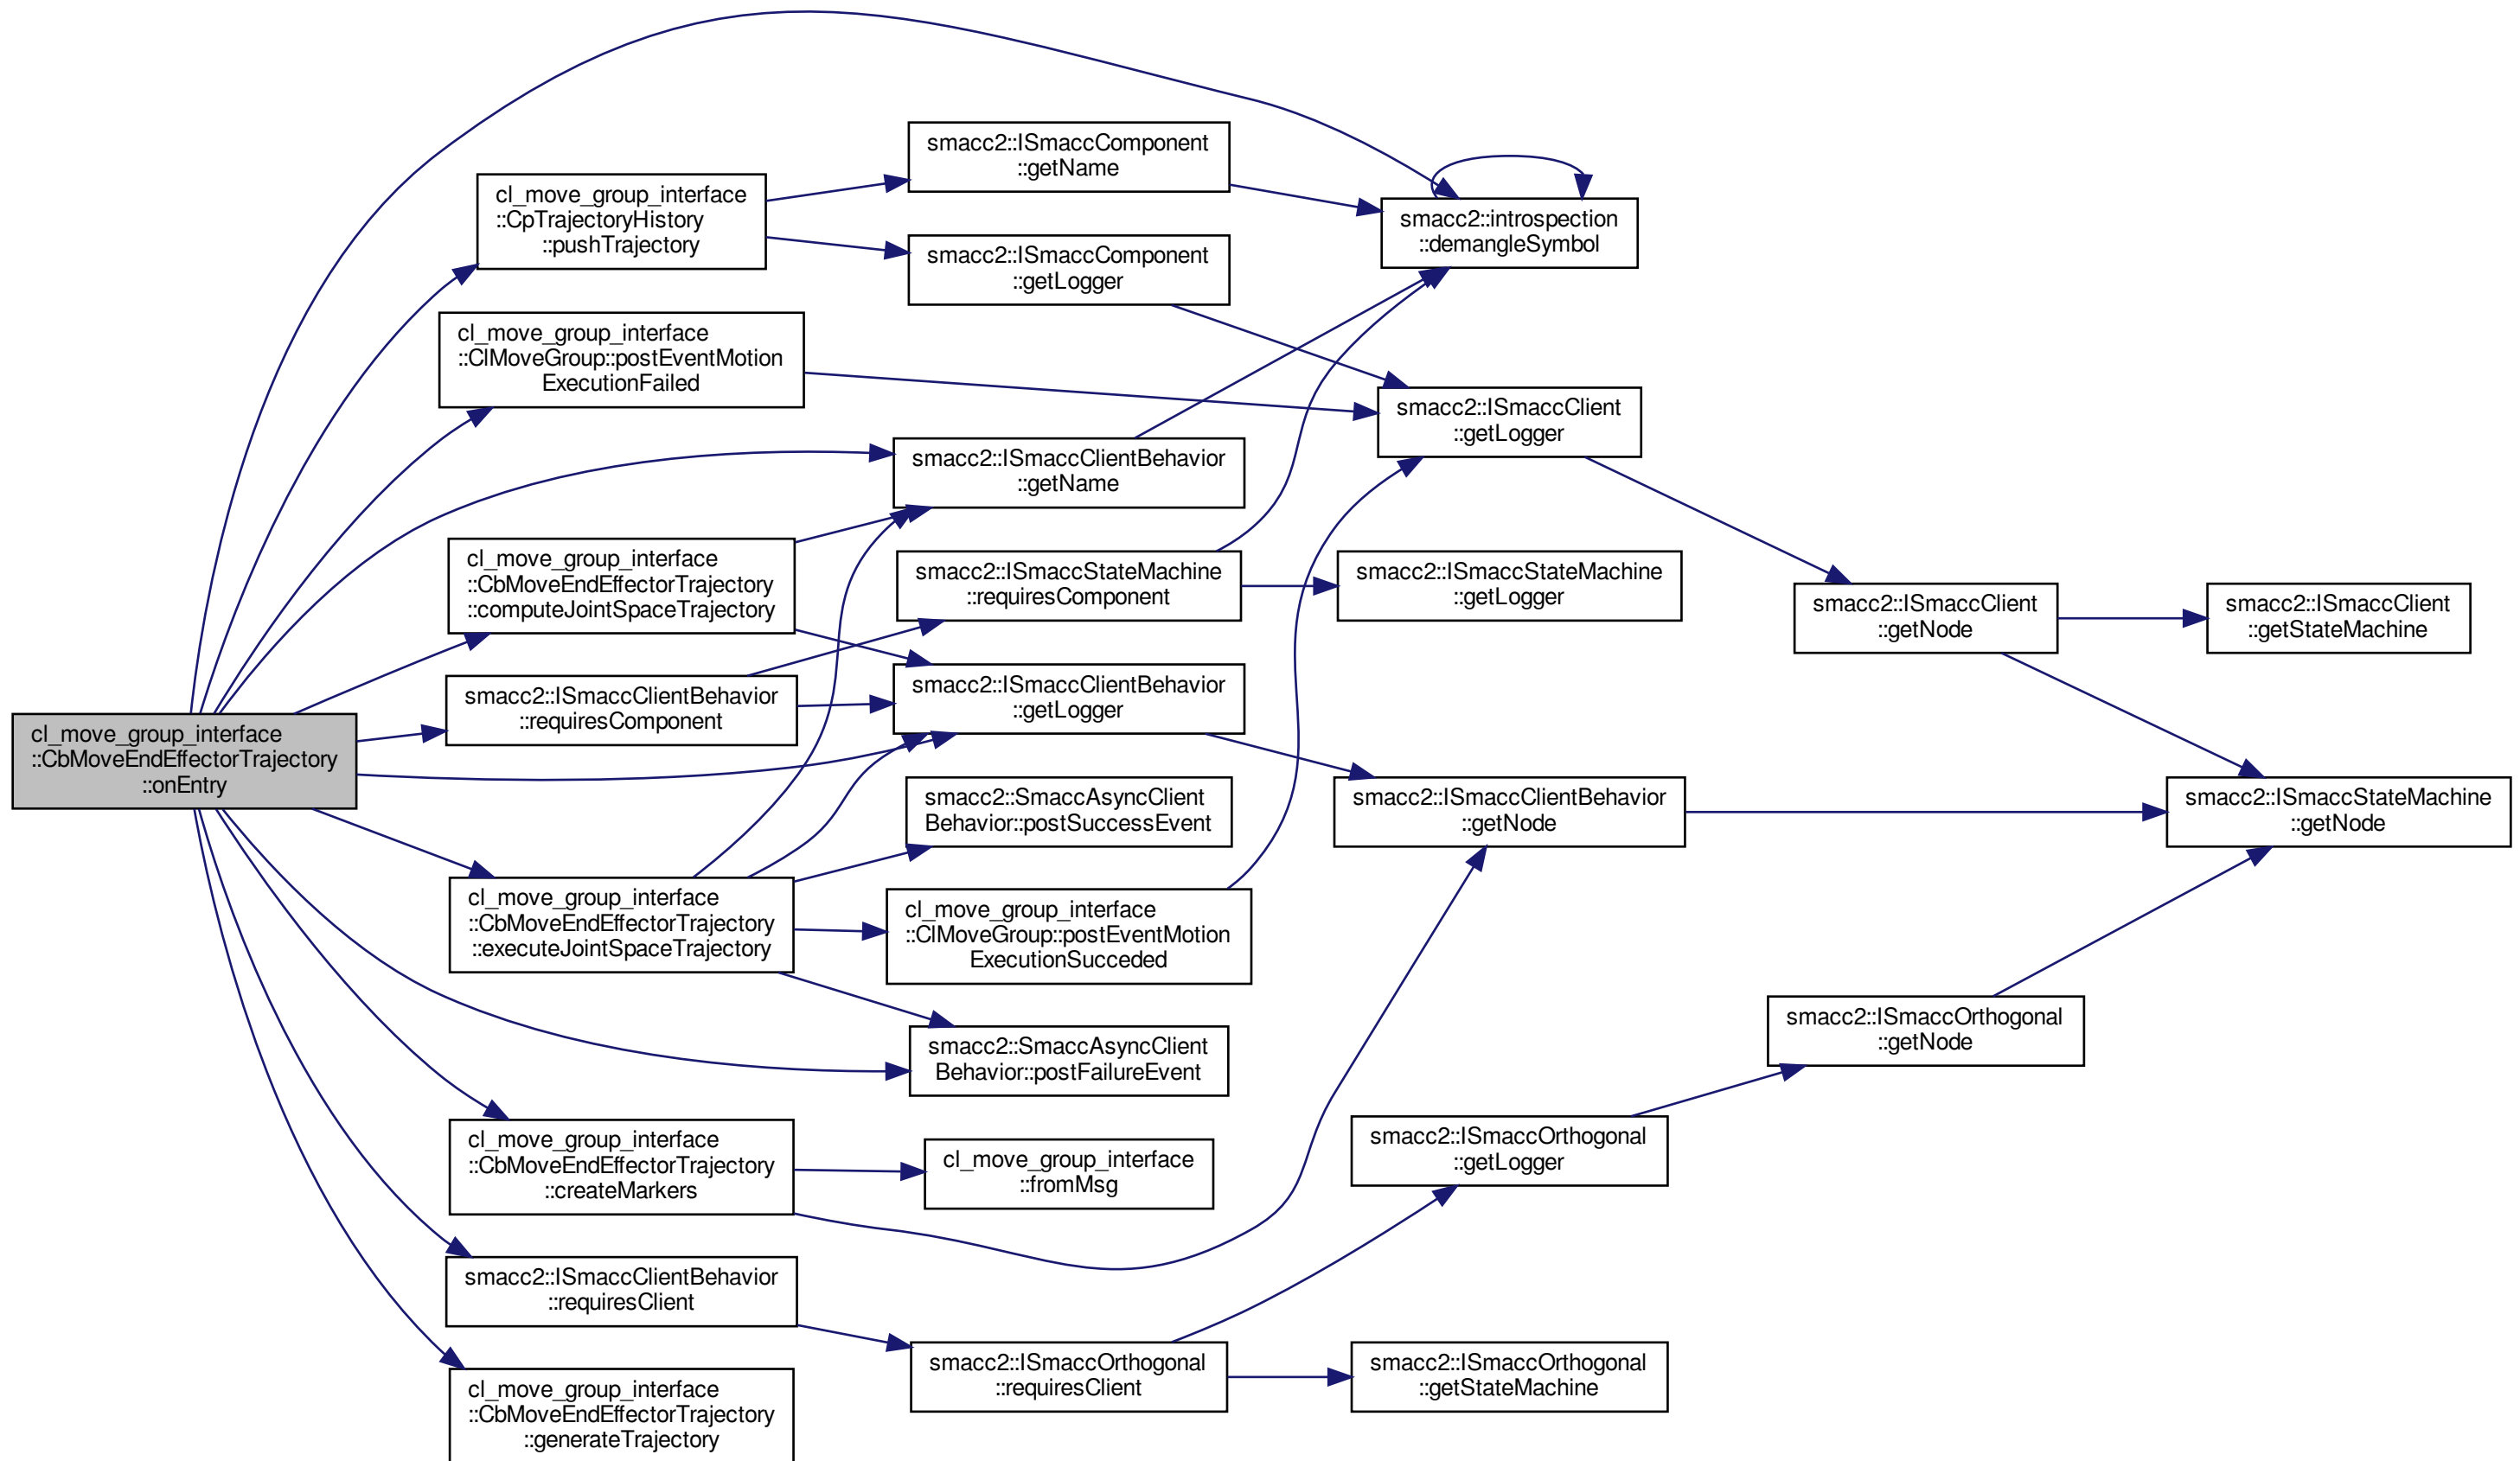 cl_move_group_interface
::CbMoveEndEffectorTrajectory
::onEntry
cl_move_group_interface
::CpTrajectoryHistory
::pushTrajectory
cl_move_group_interface
::ClMoveGroup::postEventMotion
ExecutionFailed
cl_move_group_interface
::CbMoveEndEffectorTrajectory
::computeJointSpaceTrajectory
smacc2::ISmaccClientBehavior
::requiresComponent
cl_move_group_interface
::CbMoveEndEffectorTrajectory
::executeJointSpaceTrajectory
cl_move_group_interface
::CbMoveEndEffectorTrajectory
::createMarkers
smacc2::ISmaccClientBehavior
::requiresClient
cl_move_group_interface
::CbMoveEndEffectorTrajectory
::generateTrajectory
smacc2::ISmaccComponent
::getName
smacc2::ISmaccComponent
::getLogger
smacc2::ISmaccClientBehavior
::getName
smacc2::ISmaccStateMachine
::requiresComponent
smacc2::ISmaccClientBehavior
::getLogger
smacc2::SmaccAsyncClient
Behavior::postSuccessEvent
cl_move_group_interface
::ClMoveGroup::postEventMotion
ExecutionSucceded
smacc2::SmaccAsyncClient
Behavior::postFailureEvent
cl_move_group_interface
::fromMsg
smacc2::ISmaccOrthogonal
::requiresClient
smacc2::introspection
::demangleSymbol
smacc2::ISmaccClient
::getLogger
smacc2::ISmaccStateMachine
::getLogger
smacc2::ISmaccClientBehavior
::getNode
smacc2::ISmaccOrthogonal
::getLogger
smacc2::ISmaccOrthogonal
::getStateMachine
smacc2::ISmaccClient
::getNode
smacc2::ISmaccOrthogonal
::getNode
smacc2::ISmaccClient
::getStateMachine
smacc2::ISmaccStateMachine
::getNode